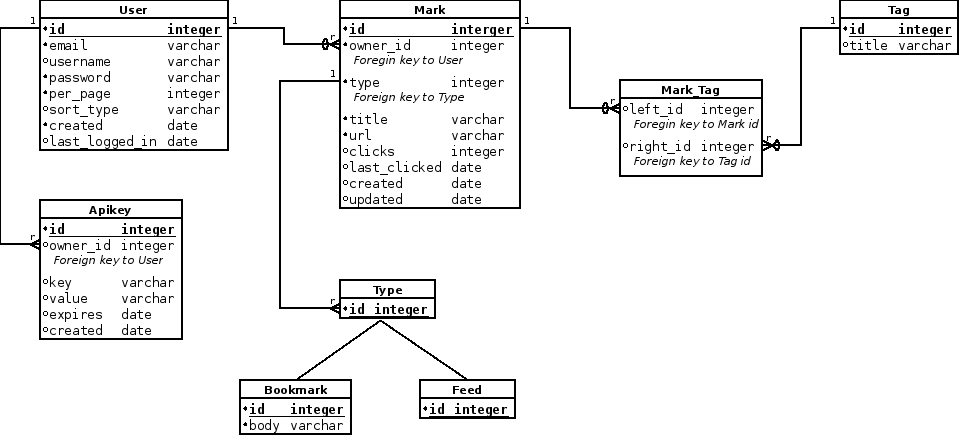 User
id integer
email varchar
username varchar
password varchar
per_page integer
sort_type varchar
created date
last_logged_in date
1
1
Mark
id interger
owner_id integer
Foregin key to User
type integer
Foreign key to Type
title varchar
url varchar
clicks integer
last_clicked date
created date
updated date
r
1
1
Tag
id integer
title varchar
1
Mark_Tag
left_id integer
Foregin key to Mark id
right_id integer
Foreign key to Tag id
r
r
Apikey
id integer
owner_id integer
Foreign key to User
key varchar
value varchar
expires date
created date
r
Type
id integer
r
Bookmark
id integer
body varchar
Feed
id integer